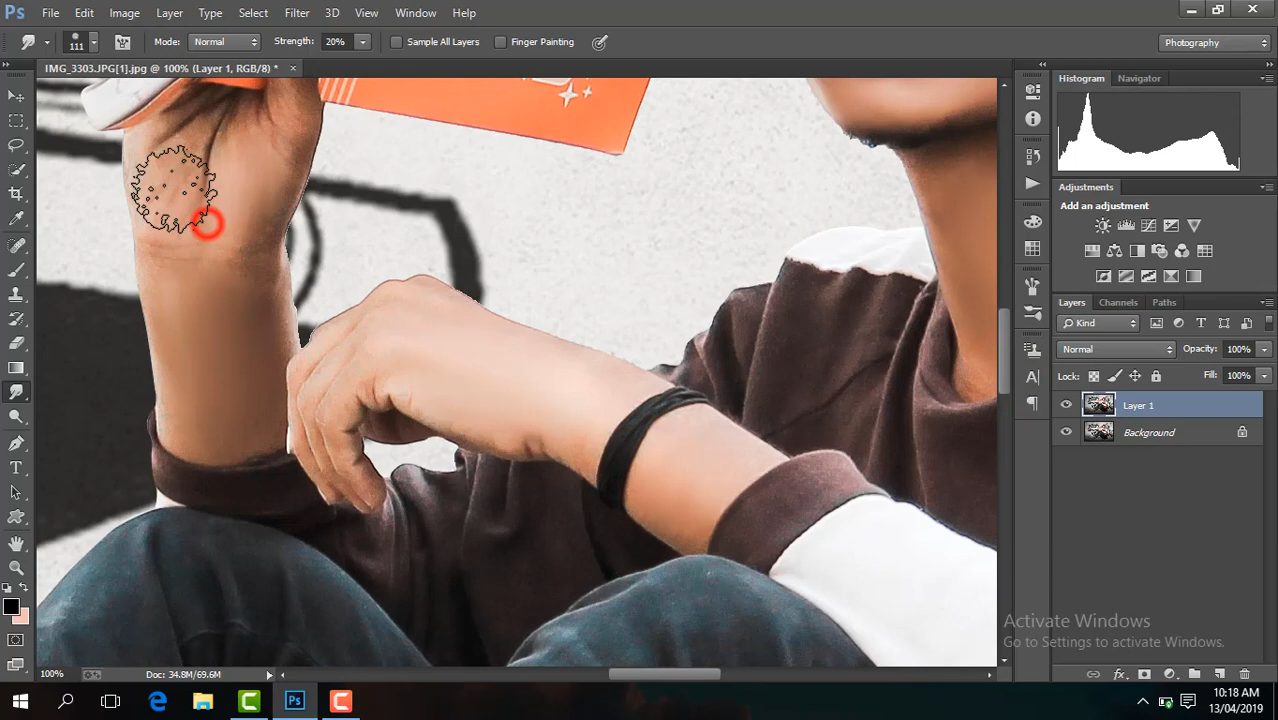 Ps File Edit Image Layer Type Select Filter 3D View Window Help
111 Mode: Normal Strength: 20% Sample All Layers Finger Painting Photography
IMG_3303.JPG[1].jpg @ 100% (Layer 1, RGB/8) *
Histogram Navigator
Adjustments
Add an adjustment
Layers Channels Paths
Kind
Normal Opacity: 100%
Lock: Fill: 100%
Layer 1
Background
Activate Windows
Go to Settings to activate Windows.
100% Doc: 34.8M/69.6M
Ps 10:18 AM
13/04/2019